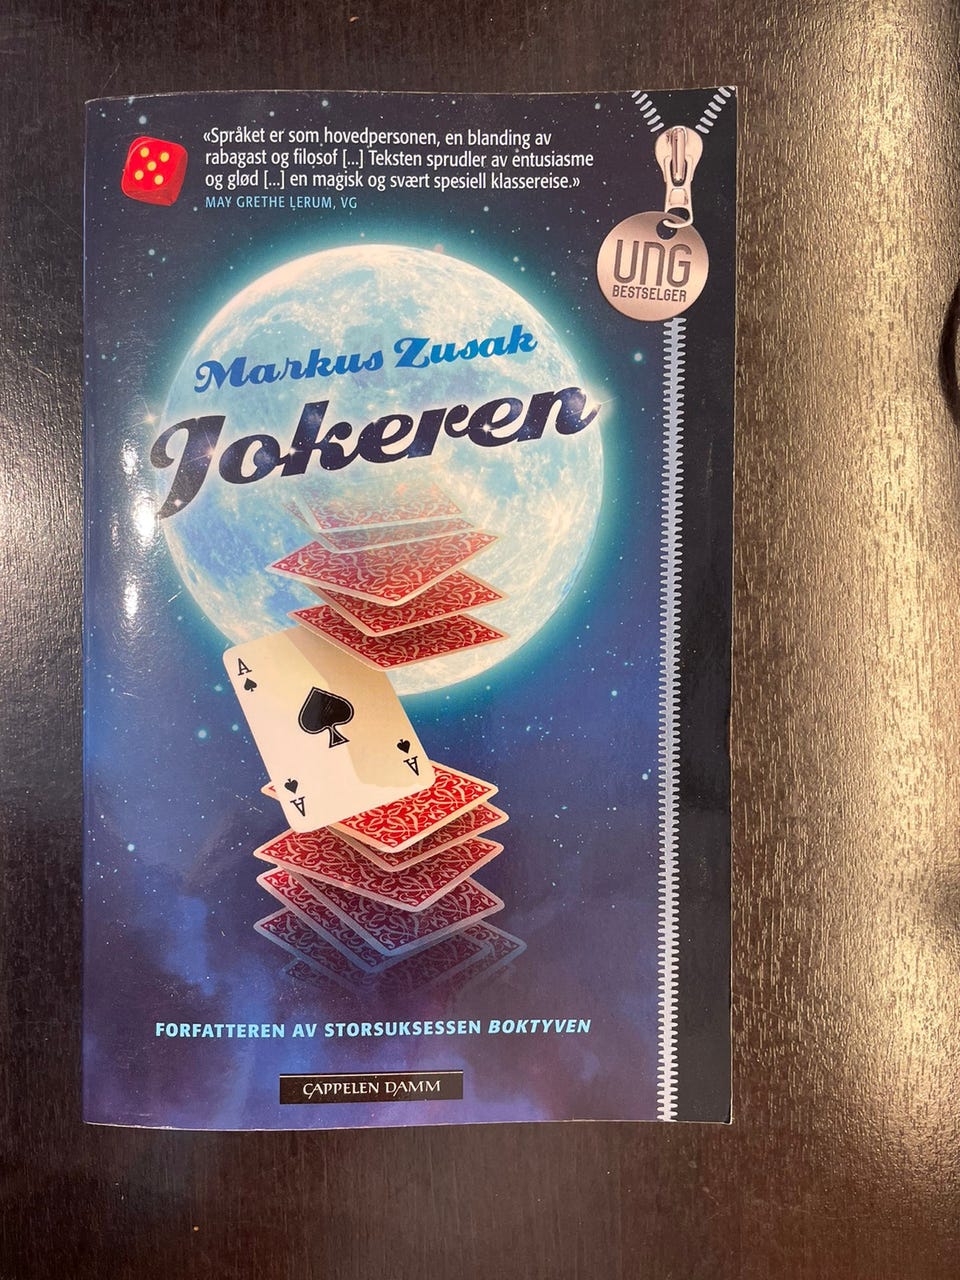 «Språket er som hovedpersonen, en blanding av
rabagast og filosof [...] Teksten sprudler av entusiasme
og glød [...] en magisk og svært spesiell klassereise.»
MAY GRETHE LERUM, VG
UNG
BESTSELGER
Markus Zusak
Jokeren
A
A
A
FORFATTEREN AV STORSUKSESSEN BOKTYVEN
CAPPELEN DAMM